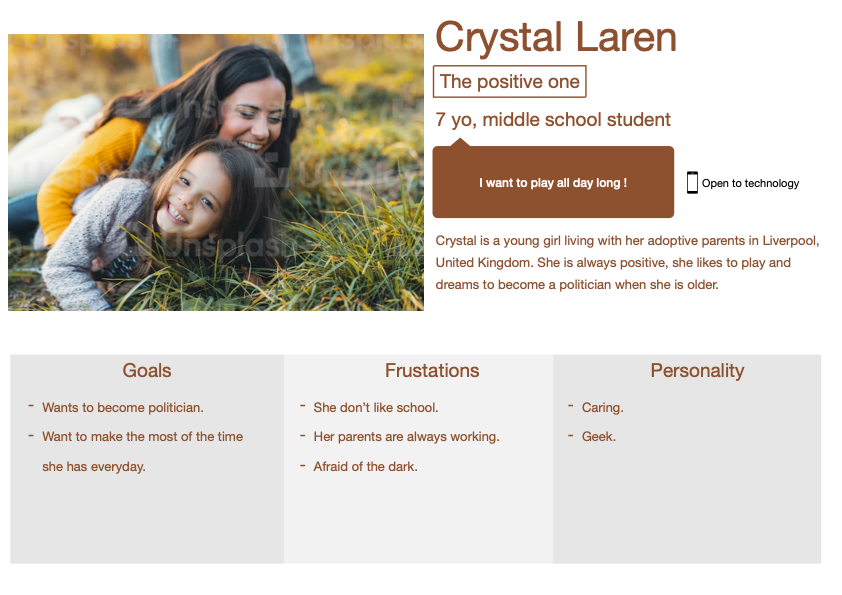 Crystal Laren
The positive one
7 yo, middle school student
I want to play all day long !
Open to technology
Crystal is a young girl living with her adoptive parents in Liverpool,
United Kingdom. She is always positive, she likes to play and
dreams to become a politician when she is older.
Unsplash
Unsplash
Unsplash
Goals
- Wants to become politician.
- Want to make the most of the time
she has everyday.
Frustations
- She don’t like school.
- Her parents are always working.
- Afraid of the dark.
Personality
- Caring.
- Geek.